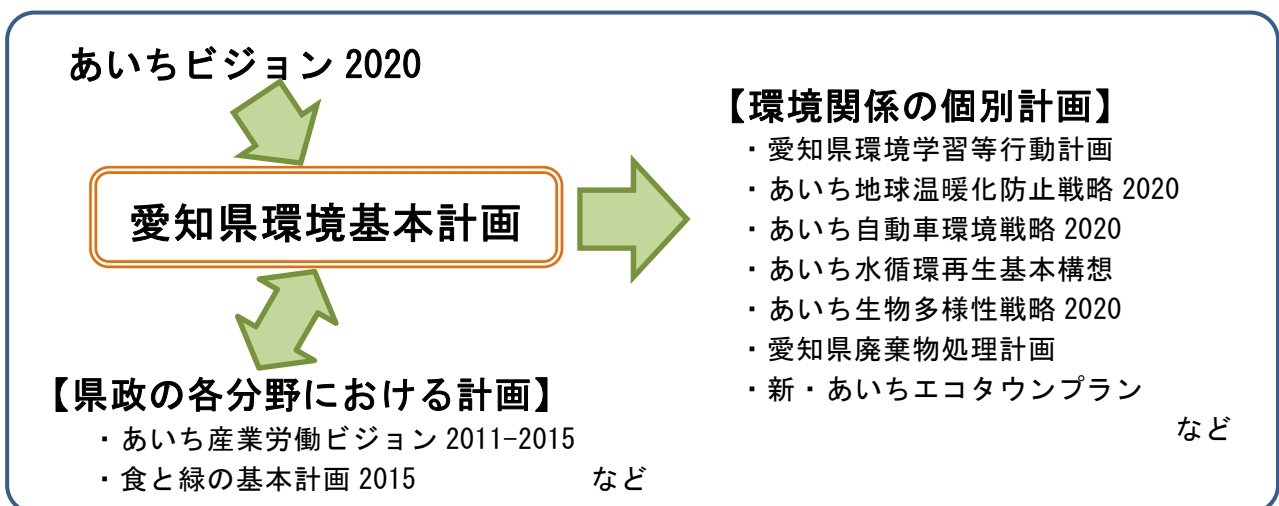 あいちビジョン 2020
愛知県環境基本計画
【県政の各分野における計画】
・あいち産業労働ビジョン 2011-2015
・食と緑の基本計画 2015 など
【環境関係の個別計画】
・愛知県環境学習等行動計画
・あいち地球温暖化防止戦略 2020
・あいち自動車環境戦略 2020
・あいち水循環再生基本構想
・あいち生物多様性戦略 2020
・愛知県廃棄物処理計画
・新・あいちエコタウンプラン
など